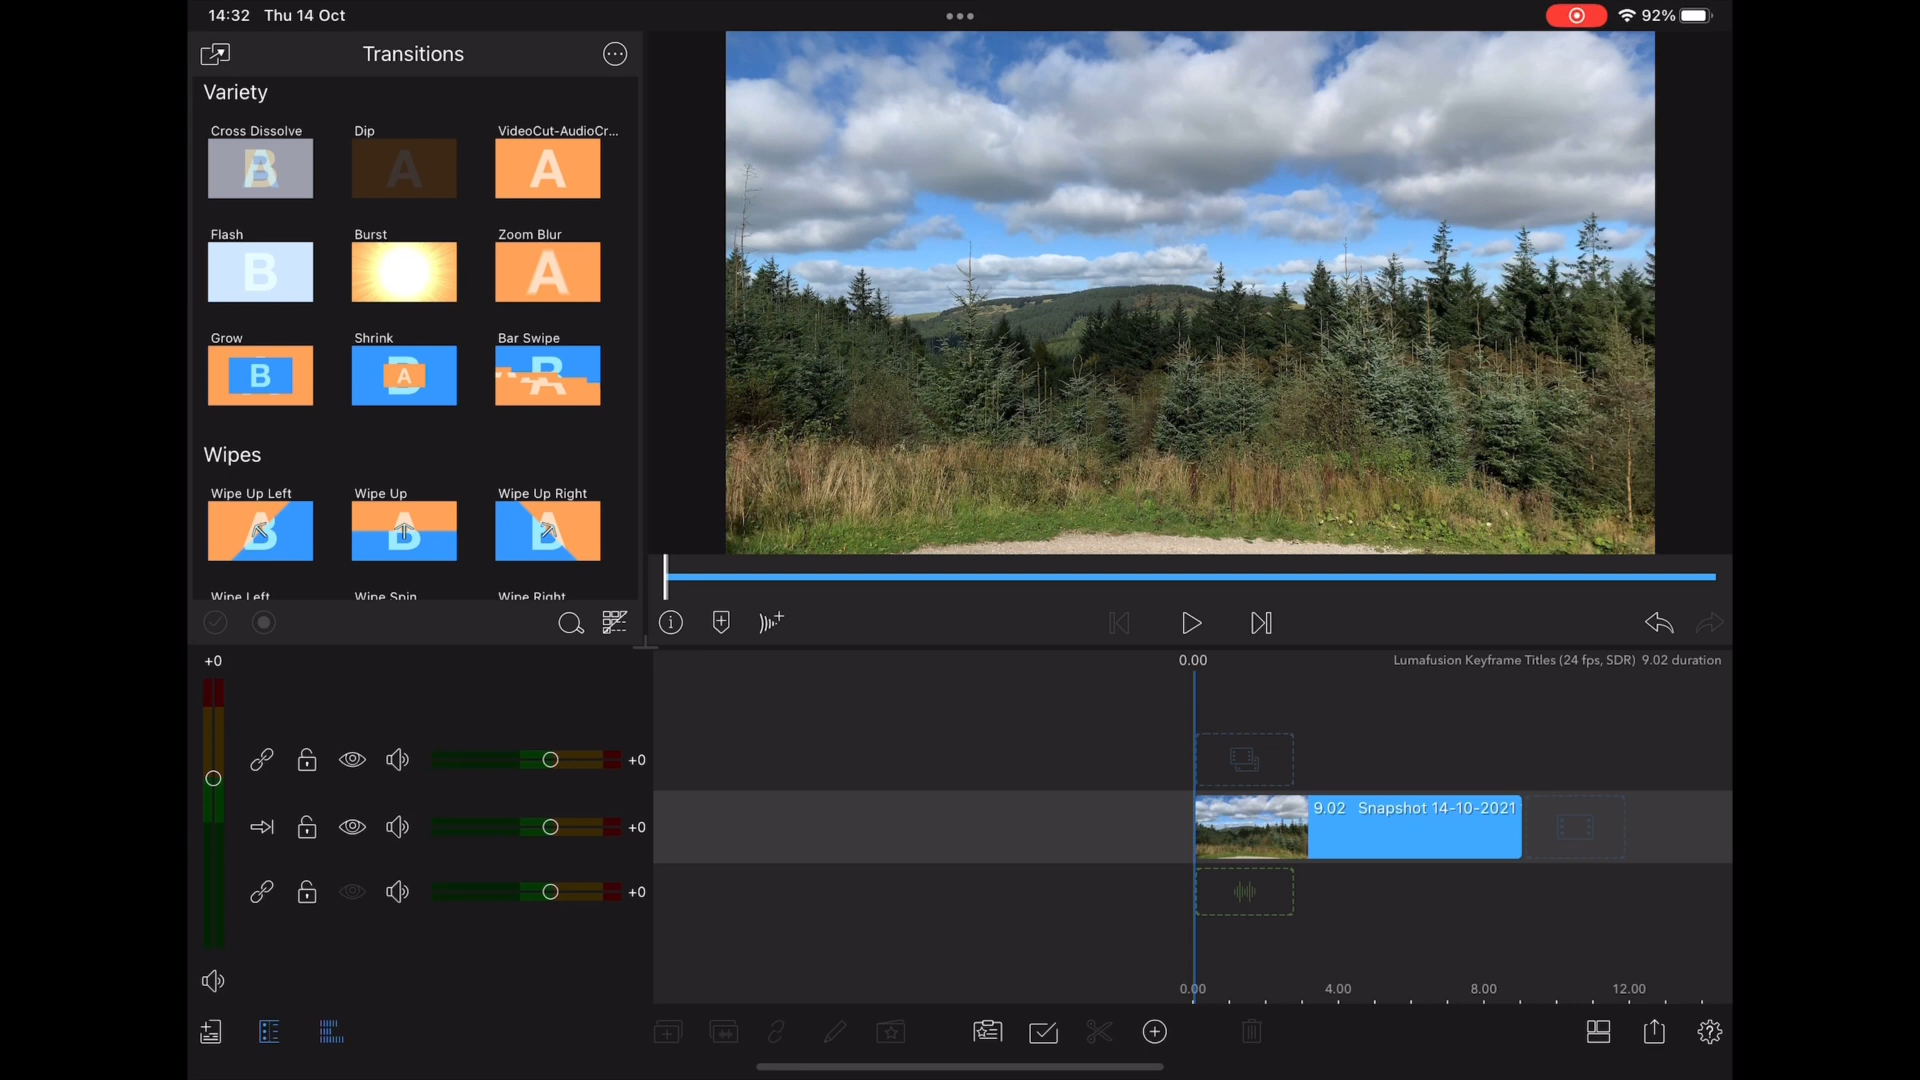 14:32 Thu 14 Oct
92%
Transitions
Variety
Cross Dissolve Dip VideoCut-AudioCr...
B A A
Flash Burst Zoom Blur
B A
Grow Shrink Bar Swipe
B B A B A
Wipes
Wipe Up Left Wipe Up Wipe Up Right
A B A B A B
Wipe Left Wipe Spin Wipe Right
+0
0.00 Lumafusion Keyframe Titles (24 fps, SDR) 9.02 duration
+0
+0 9.02 Snapshot 14-10-2021
+0
0.00 4.00 8.00 12.00